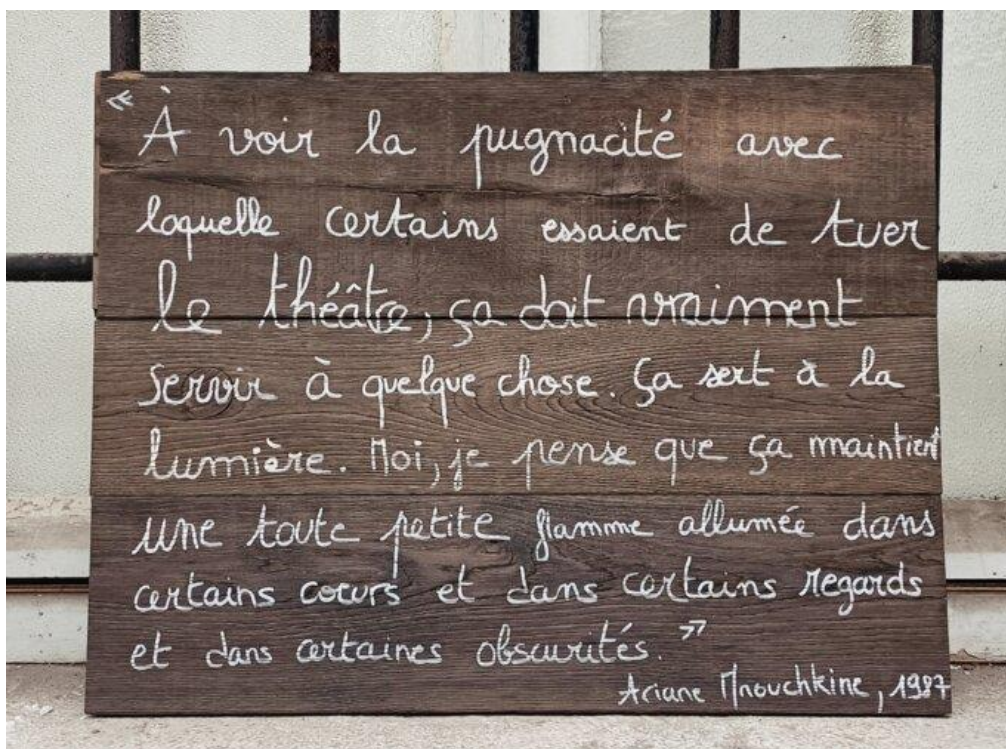 « À voir la pugnacité avec
laquelle certains essaient de tuer
le théâtre, ça doit vraiment
servir à quelque chose. Ça sert à la
lumière. Moi, je pense que ça maintient
une toute petite flamme allumée dans
certains cœurs et dans certains regards
et dans certaines obscurités. »
Ariane Mnouchkine, 1987